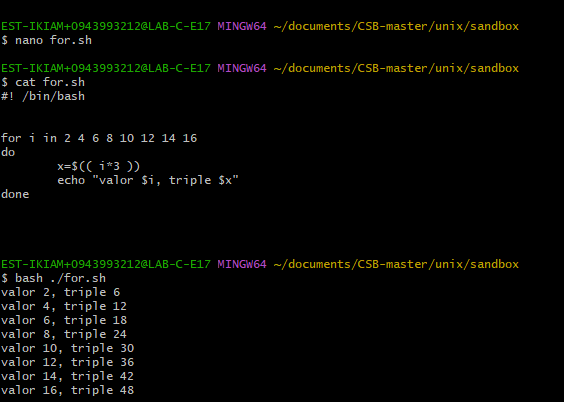 EST-IKIAM+0943993212@LAB-C-E17 MINGW64 ~/documents/CSB-master/unix/sandbox
$ nano for.sh
EST-IKIAM+0943993212@LAB-C-E17 MINGW64 ~/documents/CSB-master/unix/sandbox
$ cat for.sh
#! /bin/bash
for i in 2 4 6 8 10 12 14 16
do
x=$(( i*3 ))
echo "valor $i, triple $x"
done
EST-IKIAM+0943993212@LAB-C-E17 MINGW64 ~/documents/CSB-master/unix/sandbox
$ bash ./for.sh
valor 2, triple 6
valor 4, triple 12
valor 6, triple 18
valor 8, triple 24
valor 10, triple 30
valor 12, triple 36
valor 14, triple 42
valor 16, triple 48